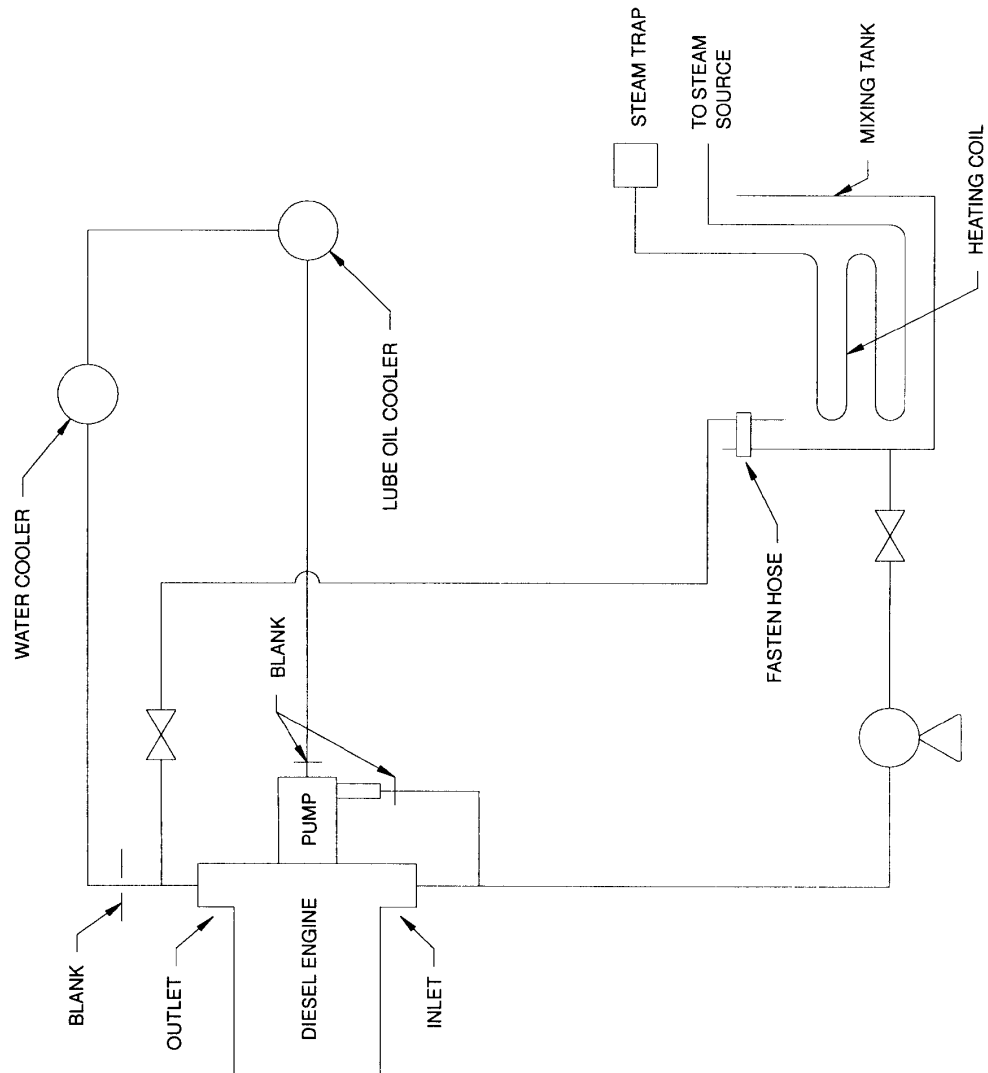 WATER COOLER
LUBE OIL COOLER
BLANK
OUTLET
DIESEL ENGINE
PUMP
INLET
BLANK
STEAM TRAP
TO STEAM
SOURCE
MIXING TANK
HEATING COIL
FASTEN HOSE